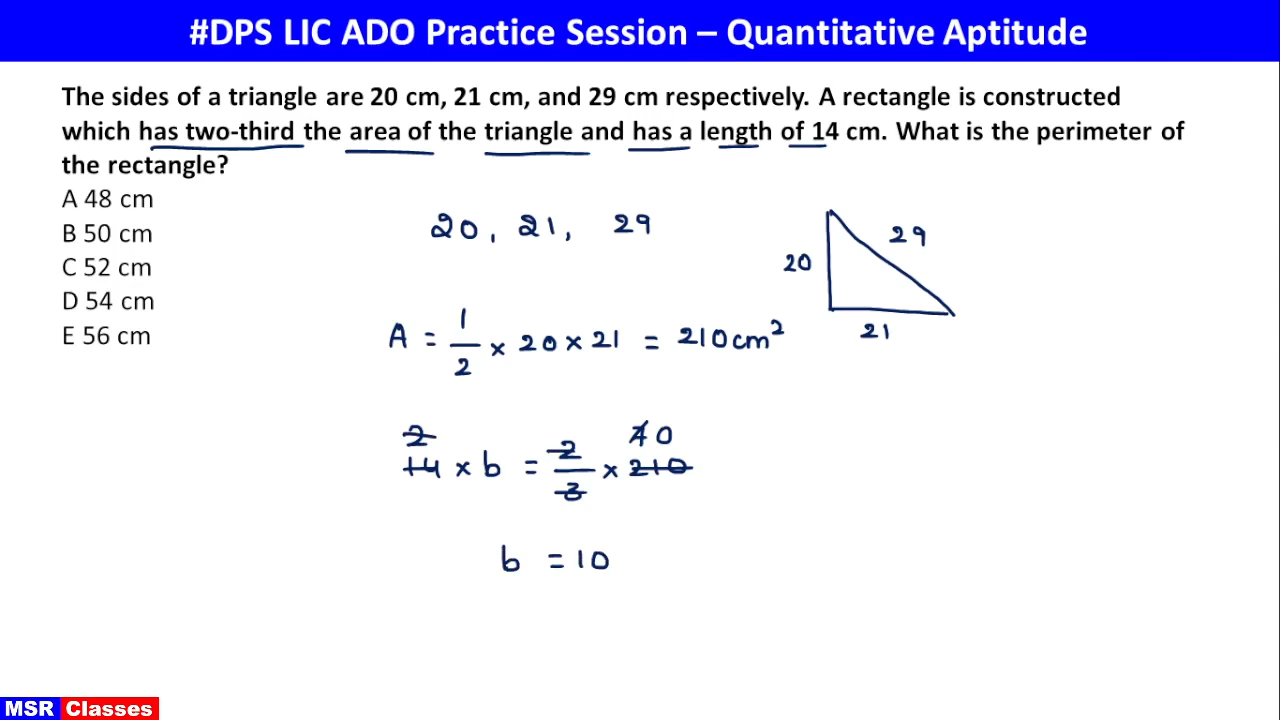 #DPS LIC ADO Practice Session – Quantitative Aptitude
The sides of a triangle are 20 cm, 21 cm, and 29 cm respectively. A rectangle is constructed
which has two-third the area of the triangle and has a length of 14 cm. What is the perimeter of
the rectangle?
A 48 cm
B 50 cm
C 52 cm
D 54 cm
E 56 cm
20, 21, 29
29
20
21
A = 1/2 × 20 × 21 = 210 cm²
2 70
14 × b = 2/3 × 210
b = 10
MSR Classes